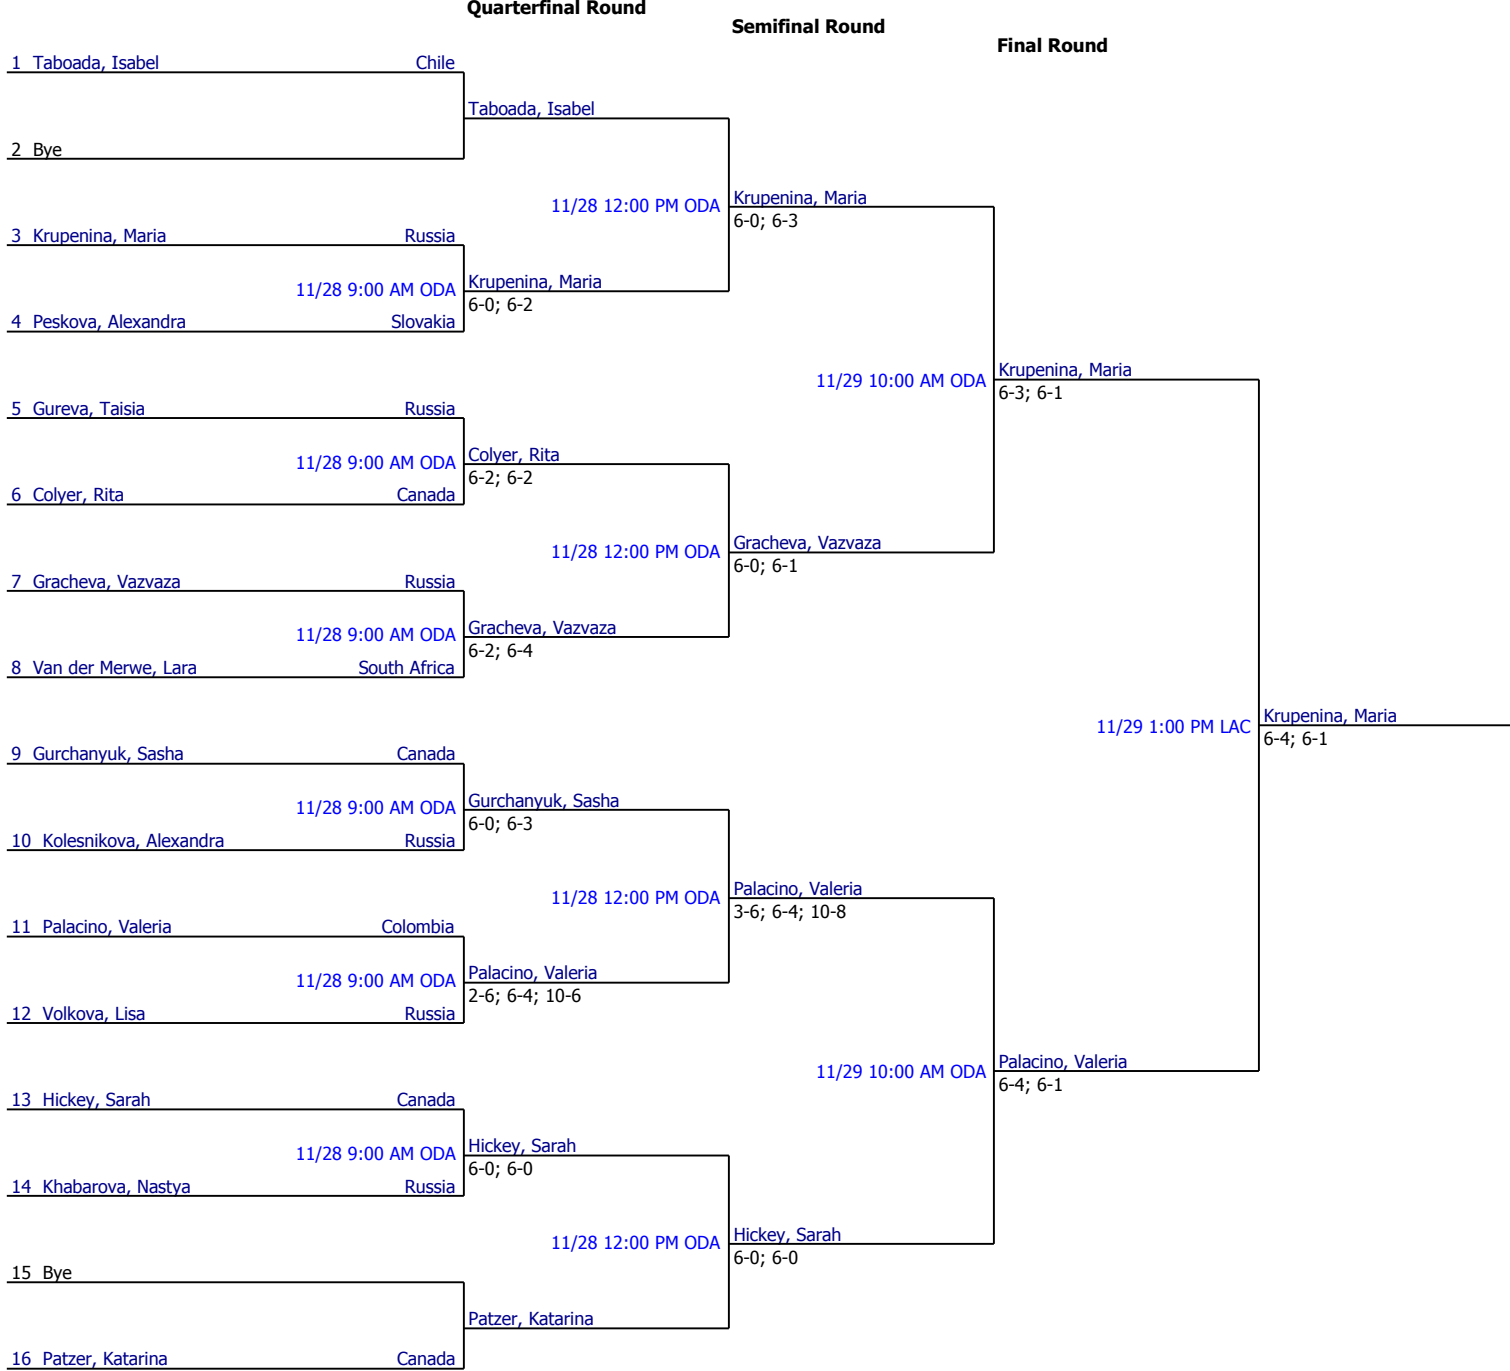 Quarterfinal Round
Semifinal Round
Final Round
1 Taboada, Isabel Chile
Taboada, Isabel
2 Bye
11/28 12:00 PM ODA Krupenina, Maria
6-0; 6-3
3 Krupenina, Maria Russia
11/28 9:00 AM ODA Krupenina, Maria
6-0; 6-2
4 Peskova, Alexandra Slovakia
11/29 10:00 AM ODA Krupenina, Maria
6-3; 6-1
5 Gureva, Taisia Russia
11/28 9:00 AM ODA Colyer, Rita
6-2; 6-2
6 Colyer, Rita Canada
11/28 12:00 PM ODA Gracheva, Vazvaza
6-0; 6-1
7 Gracheva, Vazvaza Russia
11/28 9:00 AM ODA Gracheva, Vazvaza
6-2; 6-4
8 Van der Merwe, Lara South Africa
11/29 1:00 PM LAC Krupenina, Maria
6-4; 6-1
9 Gurchanyuk, Sasha Canada
11/28 9:00 AM ODA Gurchanyuk, Sasha
6-0; 6-3
10 Kolesnikova, Alexandra Russia
11/28 12:00 PM ODA Palacino, Valeria
3-6; 6-4; 10-8
11 Palacino, Valeria Colombia
11/28 9:00 AM ODA Palacino, Valeria
2-6; 6-4; 10-6
12 Volkova, Lisa Russia
11/29 10:00 AM ODA Palacino, Valeria
6-4; 6-1
13 Hickey, Sarah Canada
11/28 9:00 AM ODA Hickey, Sarah
6-0; 6-0
14 Khabarova, Nastya Russia
11/28 12:00 PM ODA Hickey, Sarah
6-0; 6-0
15 Bye
Patzer, Katarina
16 Patzer, Katarina Canada